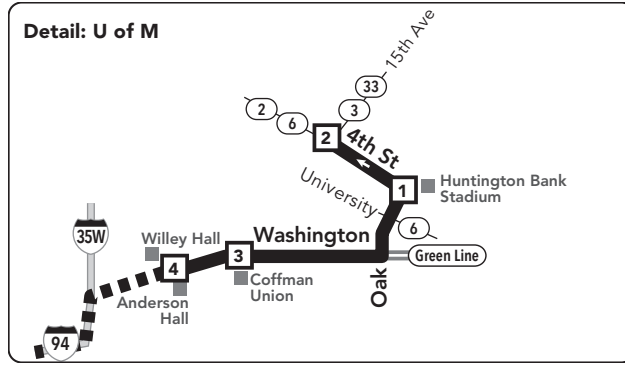 Detail: U of M
15th Ave
33
2
3
6
2
4th St
University
1
Huntington Bank
Stadium
6
35W
Willey Hall
Washington
3
4
Green Line
Coffman
Union
Anderson
Hall
Oak
94